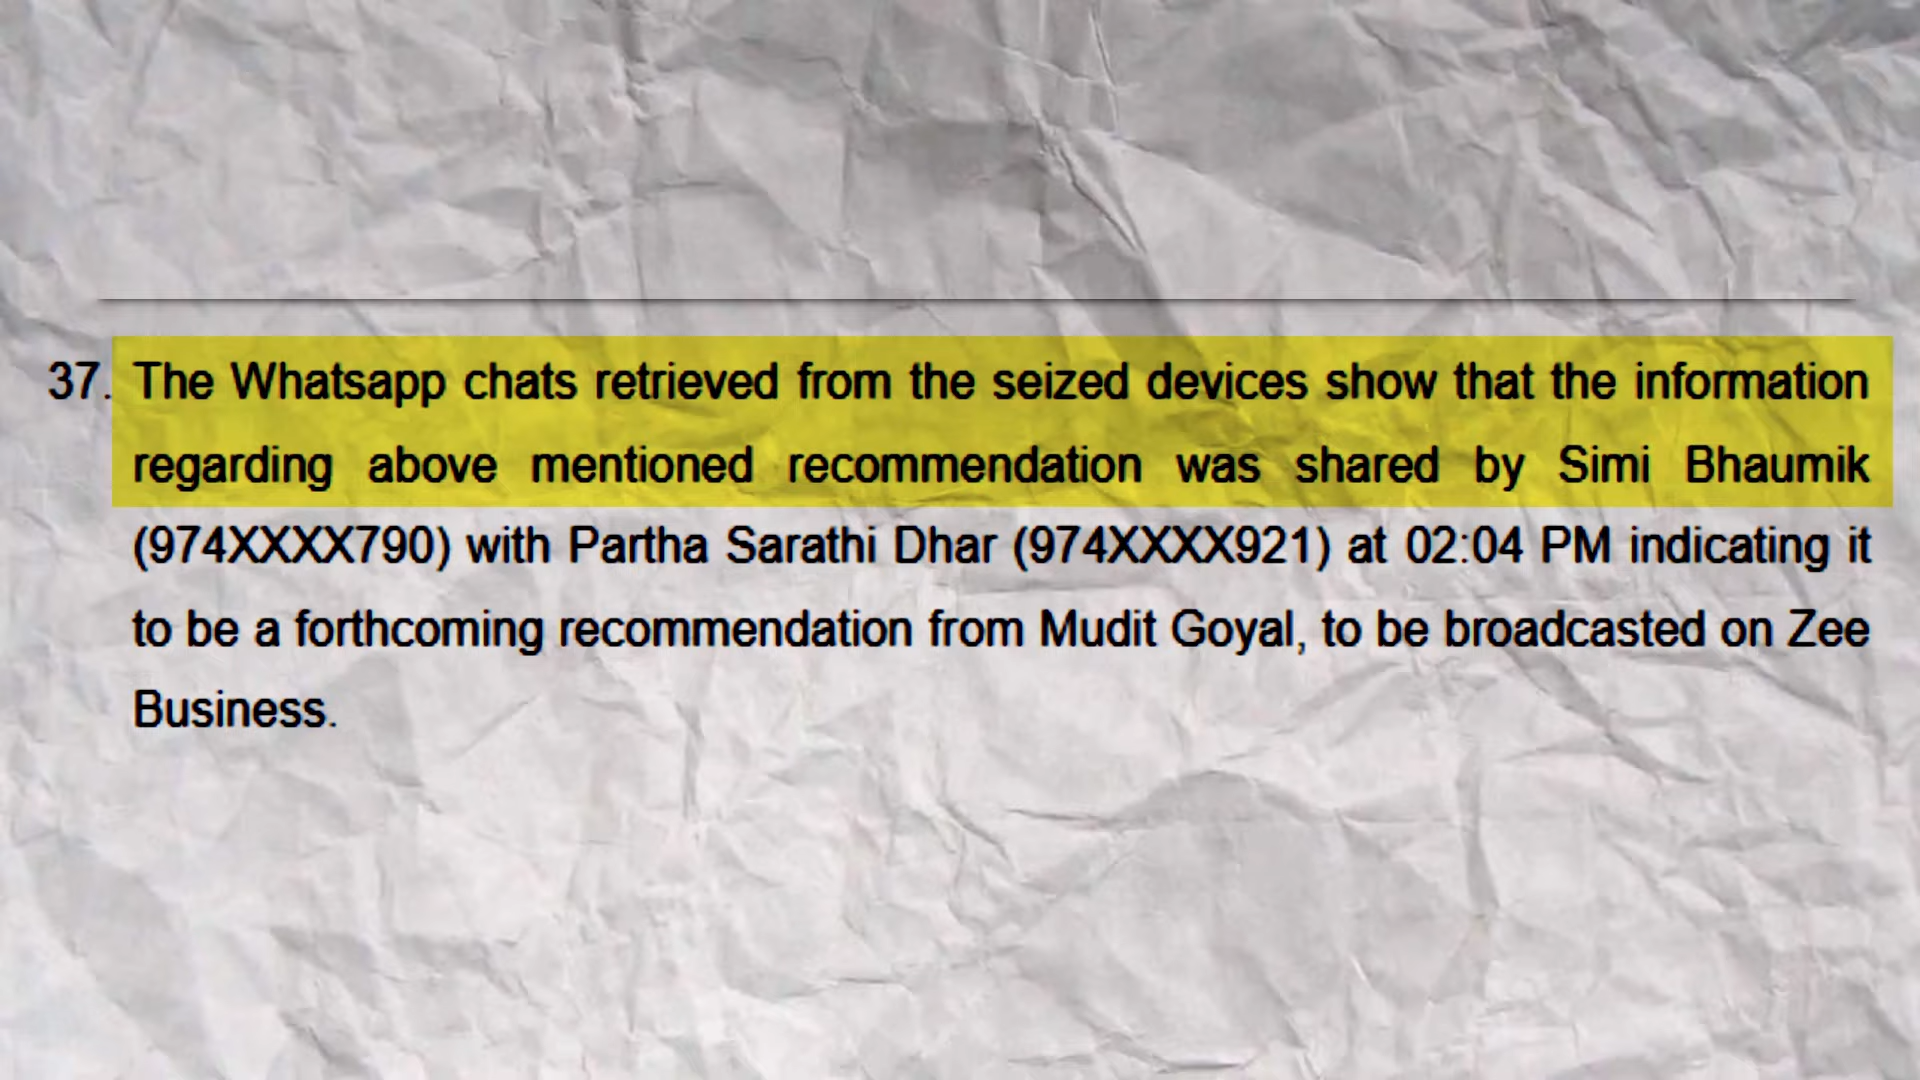 37. The Whatsapp chats retrieved from the seized devices show that the information
regarding above mentioned recommendation was shared by Simi Bhaumik
(974XXXX790) with Partha Sarathi Dhar (974XXXX921) at 02:04 PM indicating it
to be a forthcoming recommendation from Mudit Goyal, to be broadcasted on Zee
Business.